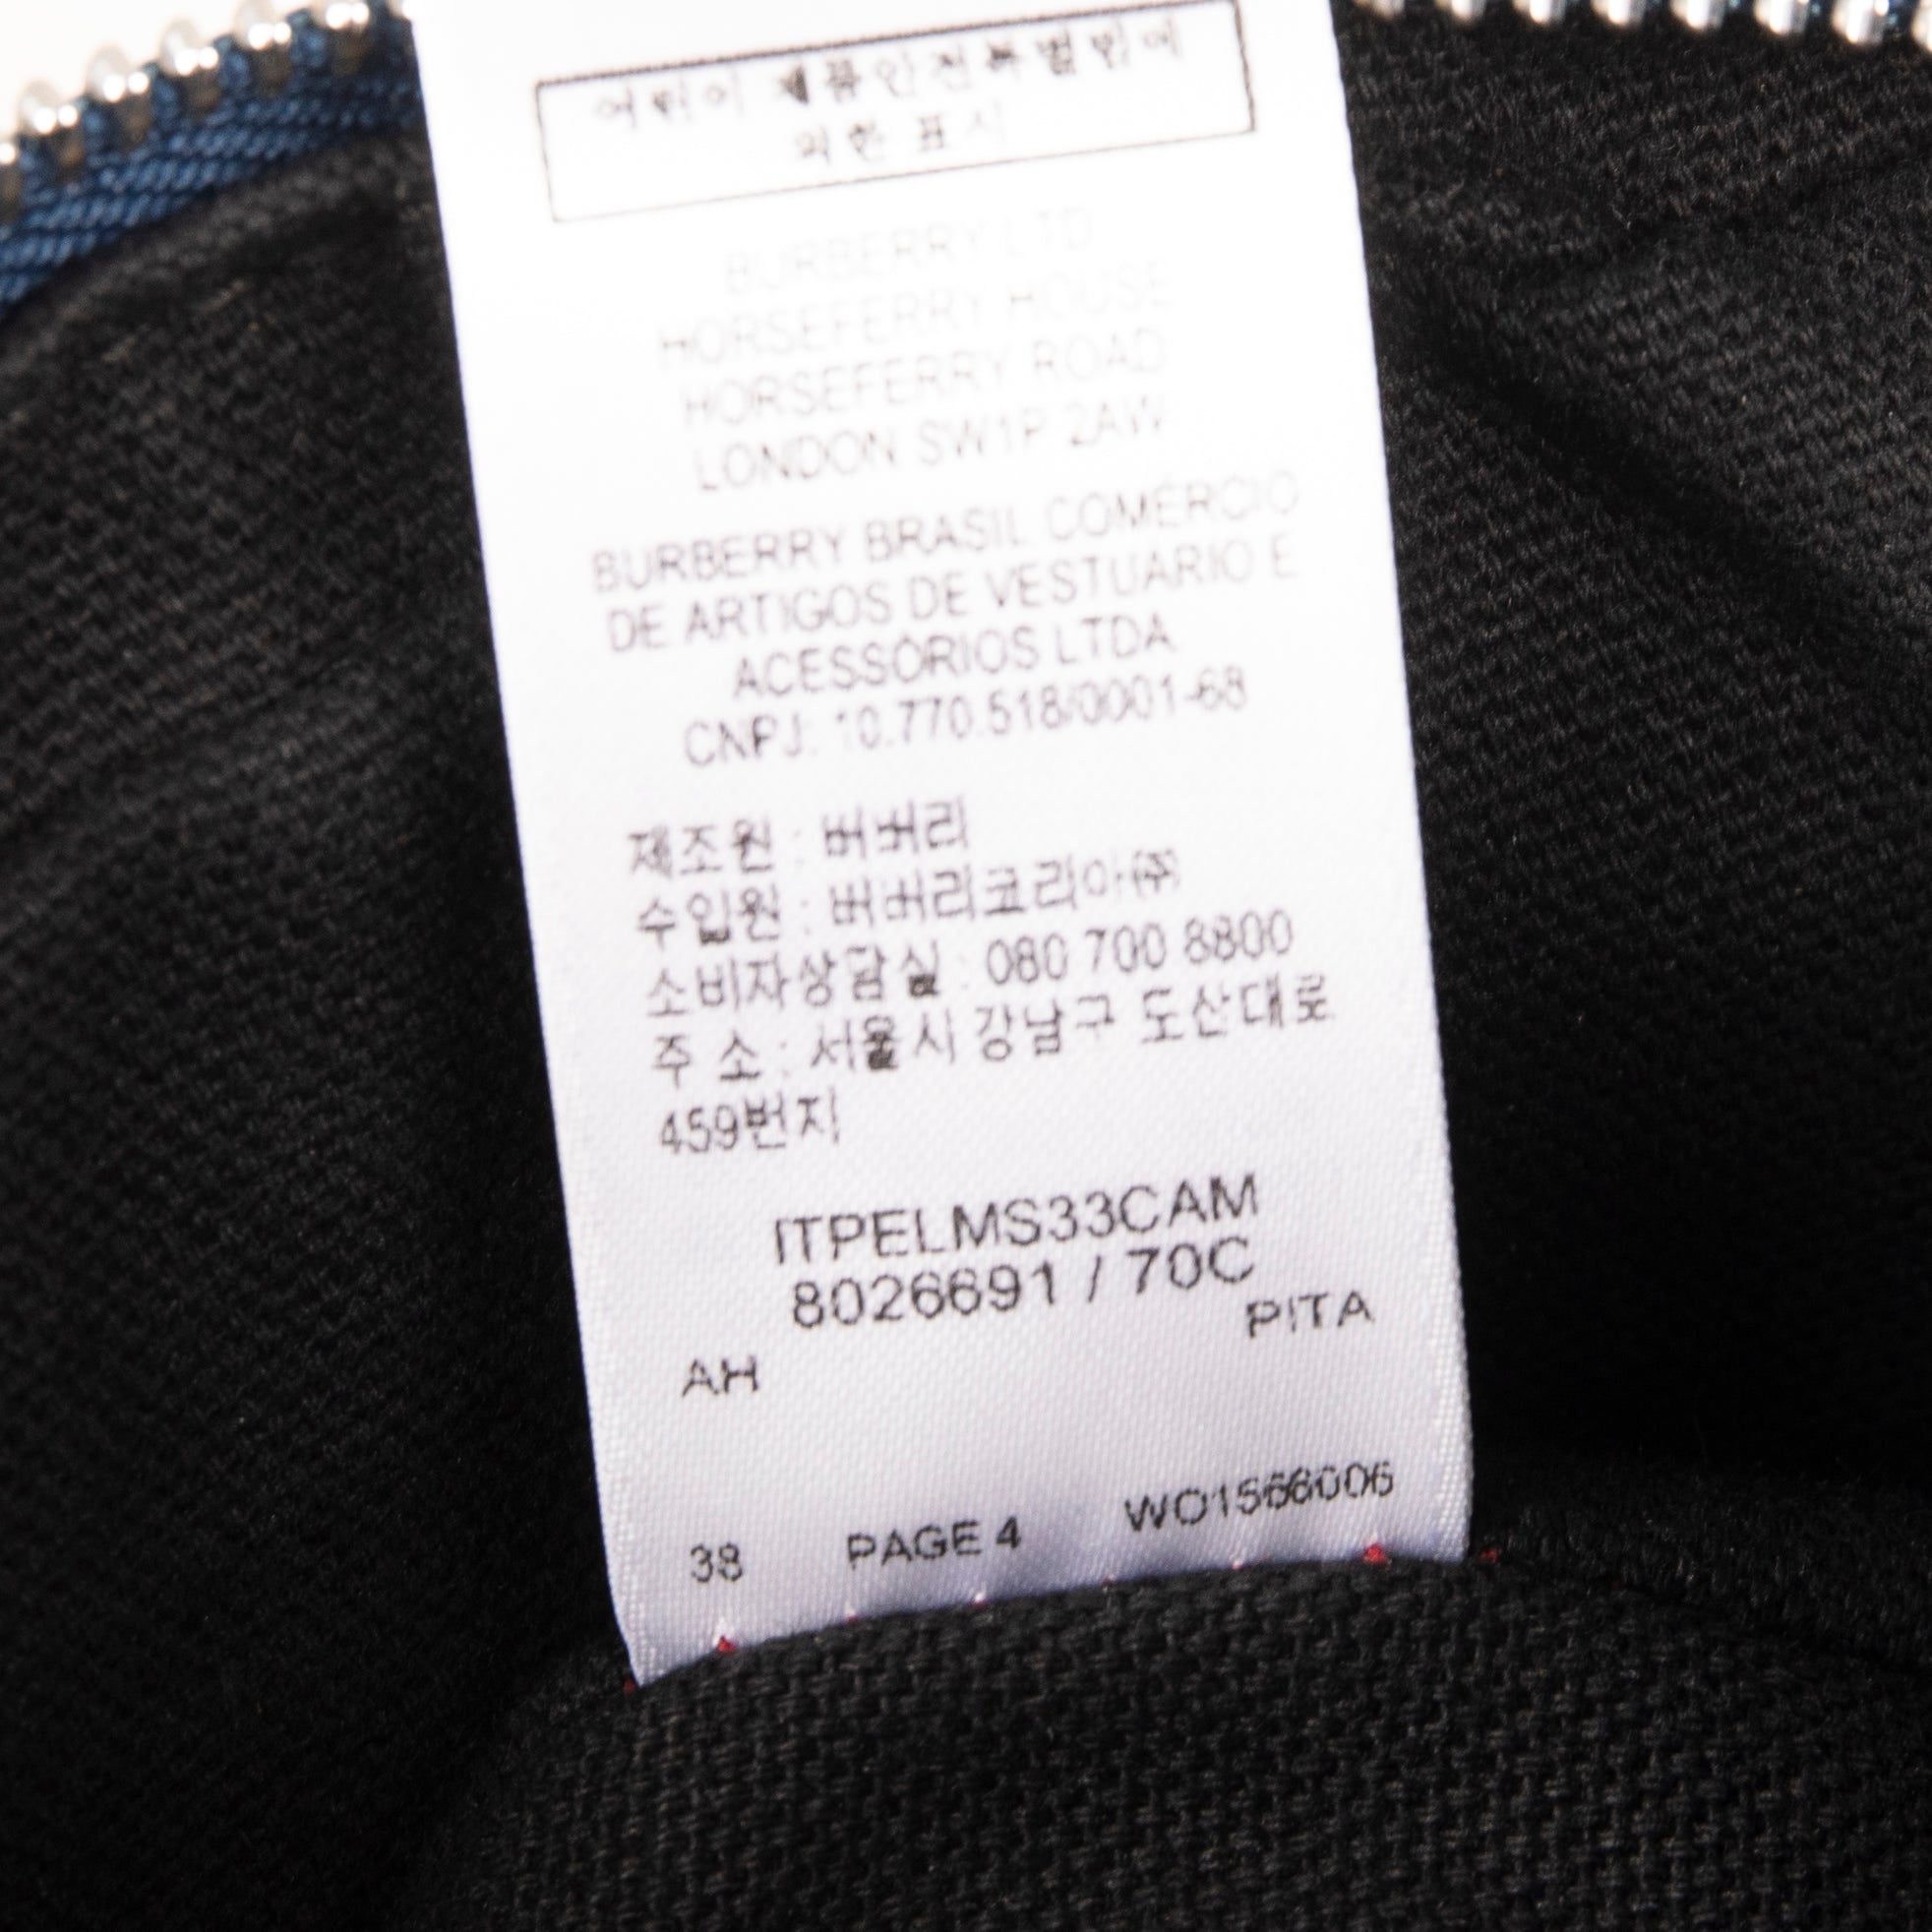 어린이 제품안전특별법에
의한 표시
BURBERRY LTD
HORSEFERRY HOUSE
HORSEFERRY ROAD
LONDON SW1P 2AW
BURBERRY BRASIL COMÉRCIO
DE ARTIGOS DE VESTUARIO E
ACESSÓRIOS LTDA
CNPJ: 10.770.518/0001-68
제조원 : 버버리
수입원 : 버버리코리아(주)
소비자상담실 : 080 700 8800
주 소 : 서울시 강남구 도산대로
459번지
ITPELMS33CAM
8026691 / 70C
PITA
AH
38 PAGE 4 WO1566006